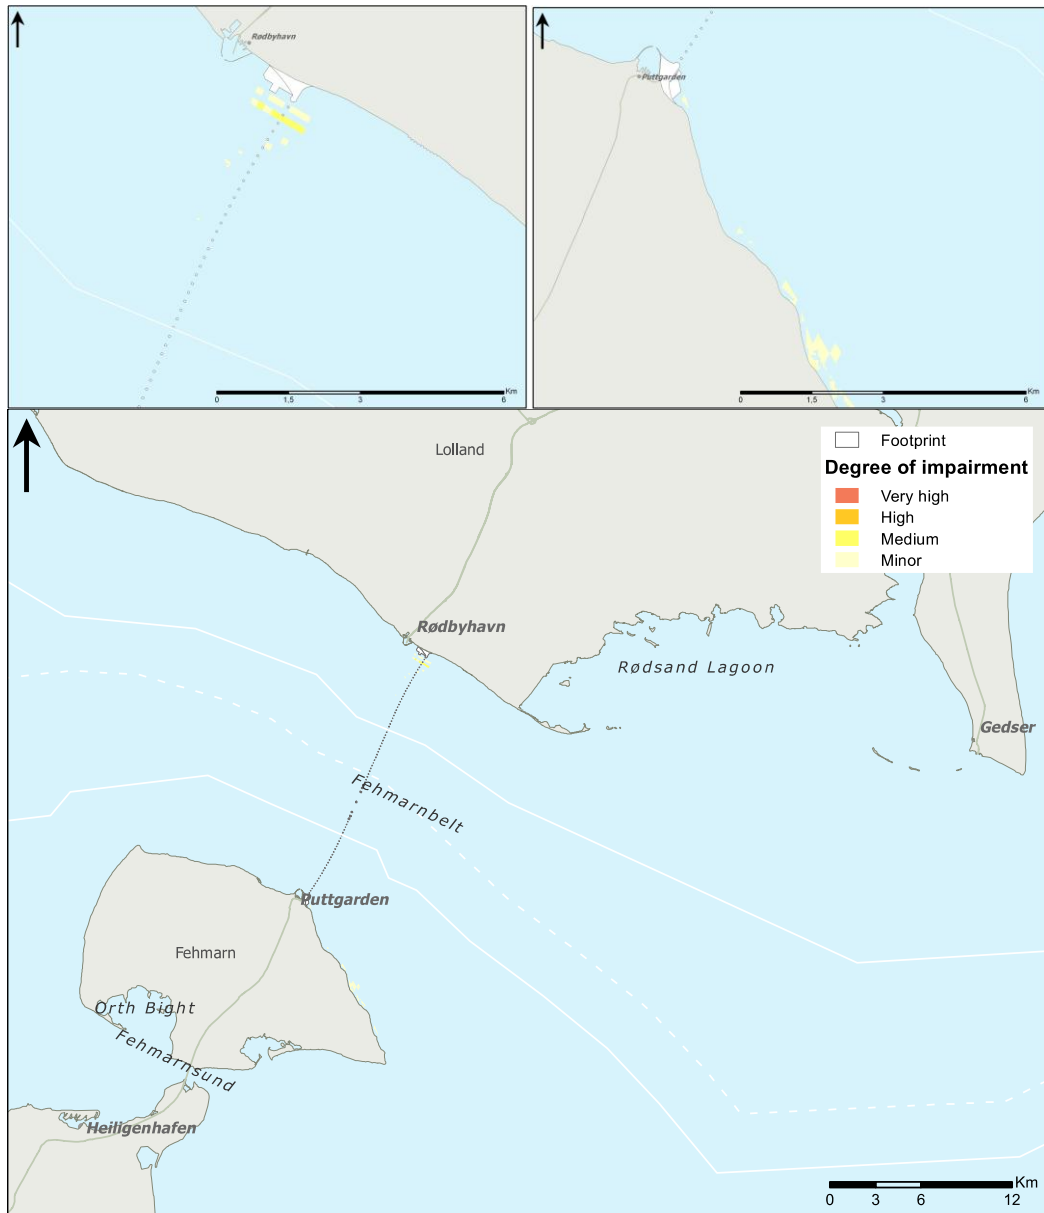 Rødbyhavn
Km
0 1,5 3 6
Puttgarden
Km
0 1,5 3 6
Lolland
Footprint
Degree of impairment
Very high
High
Medium
Minor
Rødbyhavn
Rødsand Lagoon
Gedser
Fehmarnbelt
Puttgarden
Fehmarn
Orth Bight
Fehmarnsund
Heiligenhafen
Km
0 3 6 12